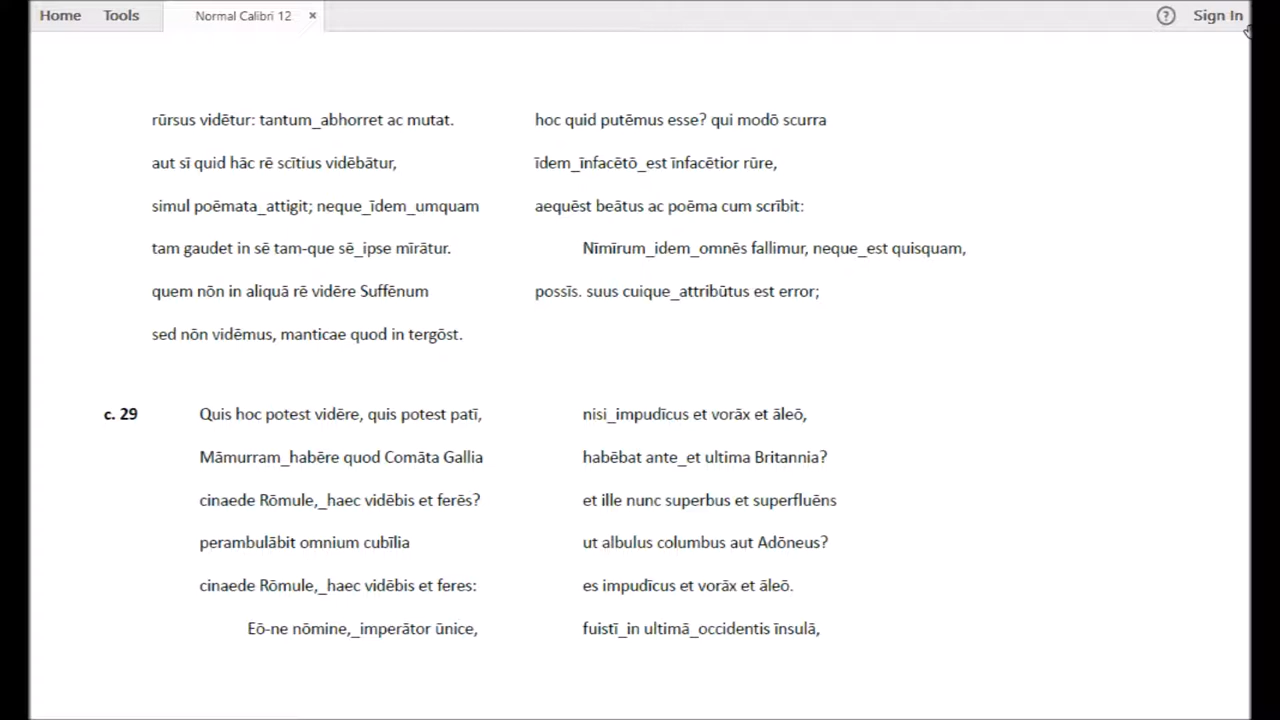 Home Tools Normal Calibri 12 × ? Sign In
rūrsus vidētur: tantum_abhorret ac mutat. hoc quid putēmus esse? qui modō scurra
aut sī quid hāc rē scītius vidēbātur, īdem_īnfacētō_est īnfacētior rūre,
simul poēmata_attigit; neque_īdem_umquam aequēst beātus ac poēma cum scrībit:
tam gaudet in sē tam-que sē_ipse mīrātur. Nīmīrum_idem_omnēs fallimur, neque_est quisquam,
quem nōn in aliquā rē vidēre Suffēnum possīs. suus cuique_attribūtus est error;
sed nōn vidēmus, manticae quod in tergōst.
c. 29 Quis hoc potest vidēre, quis potest patī, nisi_impudīcus et vorāx et āleō,
Māmurram_habēre quod Comāta Gallia habēbat ante_et ultima Britannia?
cinaede Rōmule,_haec vidēbis et ferēs? et ille nunc superbus et superfluēns
perambulābit omnium cubīlia ut albulus columbus aut Adōneus?
cinaede Rōmule,_haec vidēbis et feres: es impudīcus et vorāx et āleō.
Eō-ne nōmine,_imperātor ūnice, fuistī_in ultimā_occidentis īnsulā,